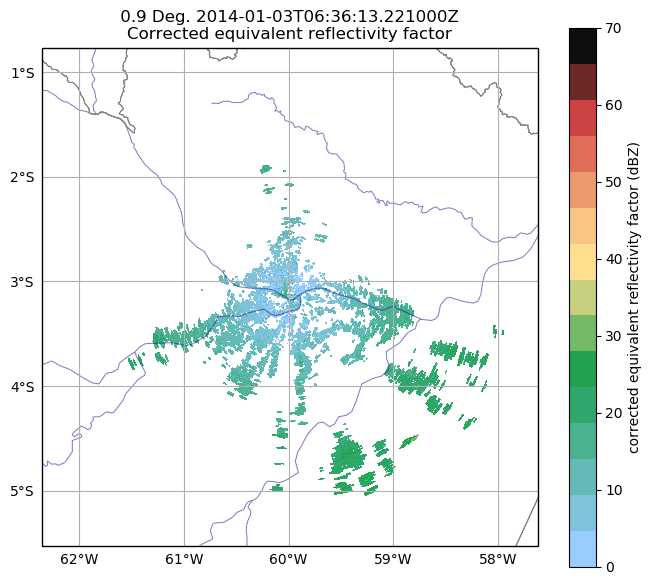 0.9 Deg. 2014-01-03T06:36:13.221000Z
Corrected equivalent reflectivity factor
1°S
2°S
3°S
4°S
5°S
62°W 61°W 60°W 59°W 58°W
70
60
50
40
30
20
10
0
corrected equivalent reflectivity factor (dBZ)